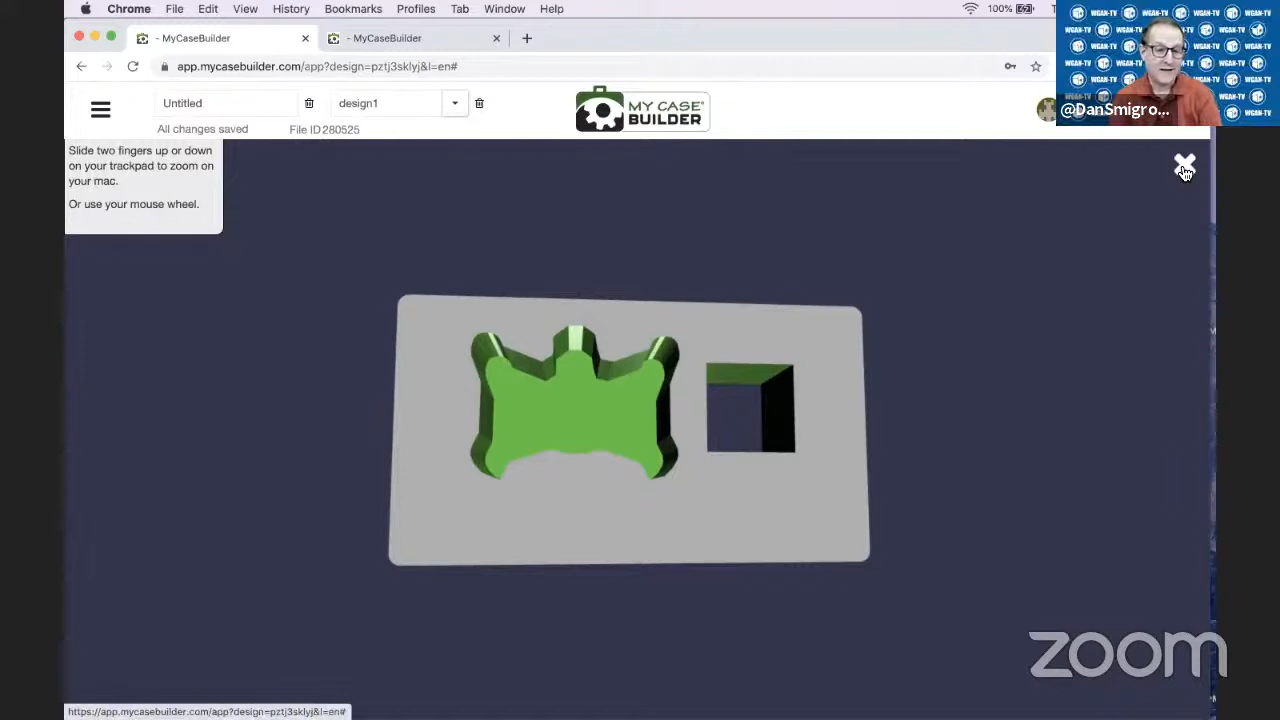 Chrome File Edit View History Bookmarks Profiles Tab Window Help 100%
- MyCaseBuilder
- MyCaseBuilder
app.mycasebuilder.com/app?design=pztj3sklyj&l=en#
Untitled
design1
All changes saved
File ID 280525
MY CASE®
BUILDER
WGAN-TV
@DanSmigro...
Slide two fingers up or down
on your trackpad to zoom on
your mac.
Or use your mouse wheel.
zoom
https://app.mycasebuilder.com/app?design=pztj3sklyj&l=en#